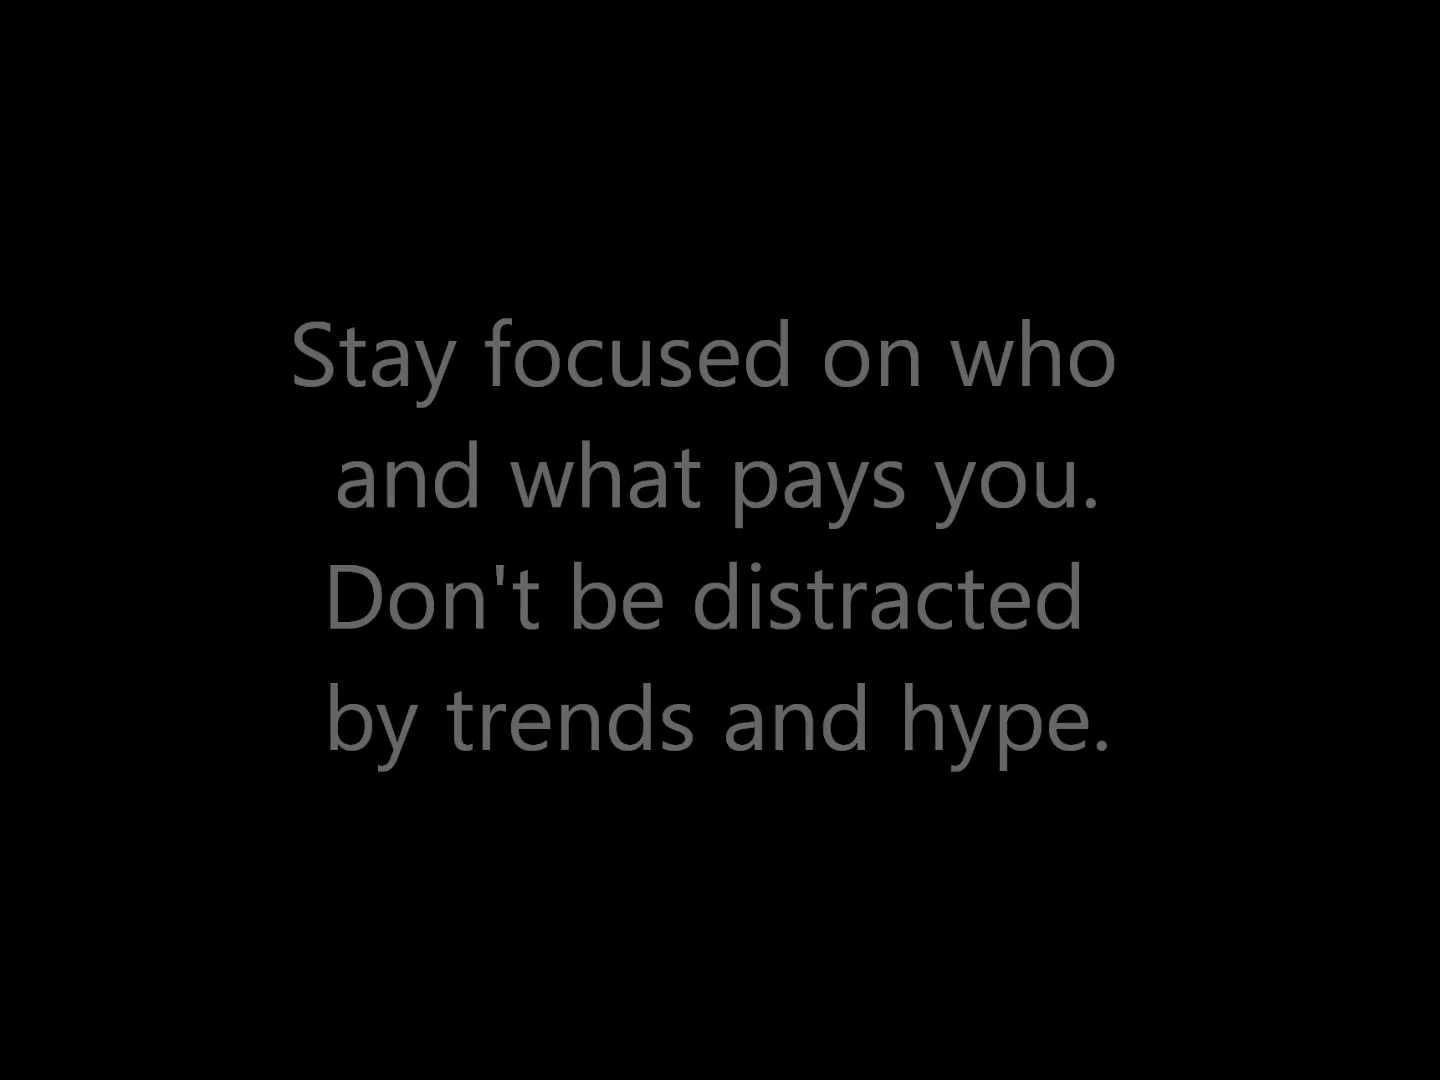 Stay focused on who
and what pays you.
Don't be distracted
by trends and hype.